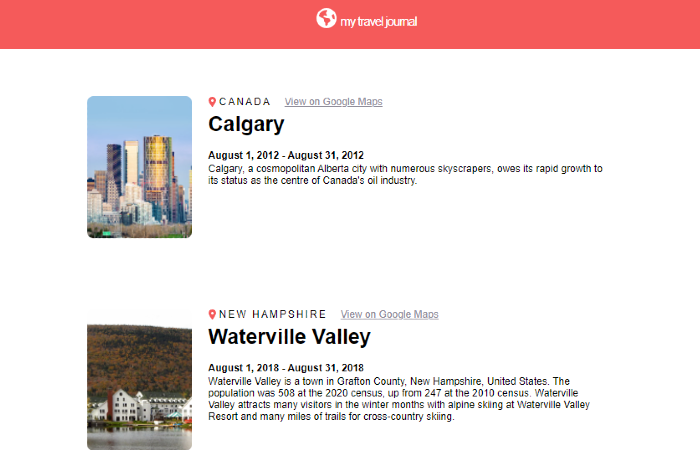 my travel journal
CANADA View on Google Maps
Calgary
August 1, 2012 - August 31, 2012
Calgary, a cosmopolitan Alberta city with numerous skyscrapers, owes its rapid growth to
its status as the centre of Canada's oil industry.
NEW HAMPSHIRE View on Google Maps
Waterville Valley
August 1, 2018 - August 31, 2018
Waterville Valley is a town in Grafton County, New Hampshire, United States. The
population was 508 at the 2020 census, up from 247 at the 2010 census. Waterville
Valley attracts many visitors in the winter months with alpine skiing at Waterville Valley
Resort and many miles of trails for cross-country skiing.